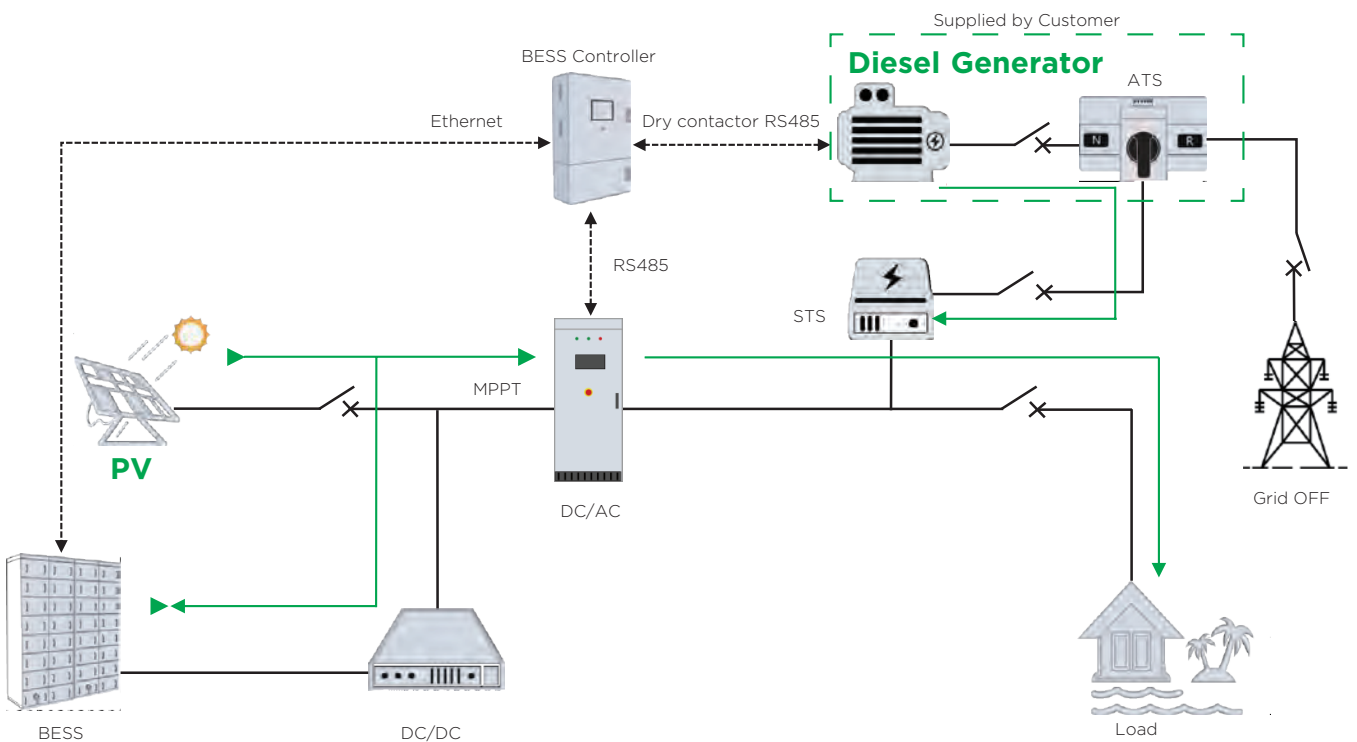 Supplied by Customer
BESS Controller
Diesel Generator
ATS
Ethernet
Dry contactor RS485
N
R
RS485
STS
MPPT
PV
DC/AC
Grid OFF
BESS
DC/DC
Load